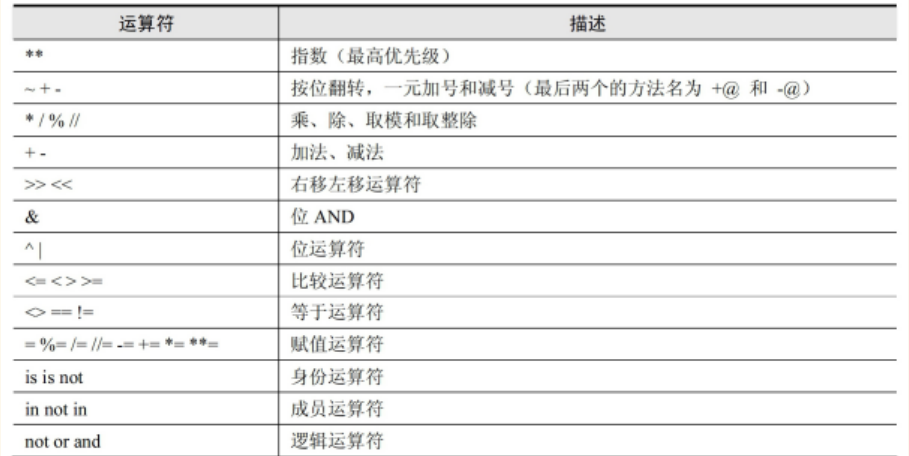 运算符 描述
** 指数（最高优先级）
~ + - 按位翻转，一元加号和减号（最后两个的方法名为 +@ 和 -@）
* / % // 乘、除、取模和取整除
+ - 加法、减法
>> << 右移左移运算符
& 位 AND
^ | 位运算符
<= < > >= 比较运算符
<> == != 等于运算符
= %= /= //= -= += *= **= 赋值运算符
is is not 身份运算符
in not in 成员运算符
not or and 逻辑运算符